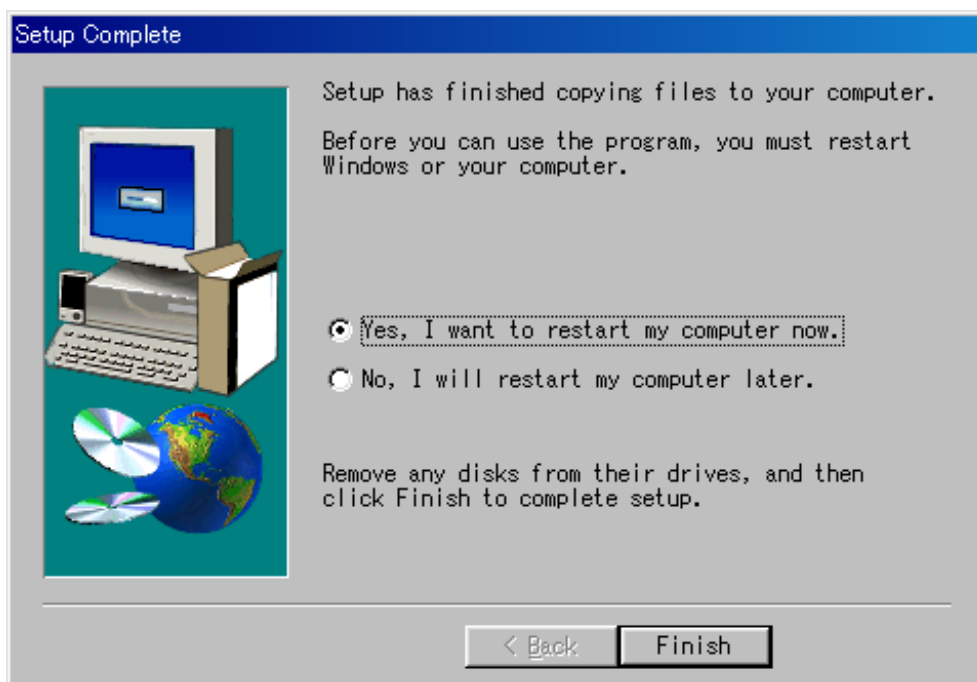 Setup Complete
Setup has finished copying files to your computer.
Before you can use the program, you must restart
Windows or your computer.
Yes, I want to restart my computer now.
No, I will restart my computer later.
Remove any disks from their drives, and then
click Finish to complete setup.
< Back
Finish